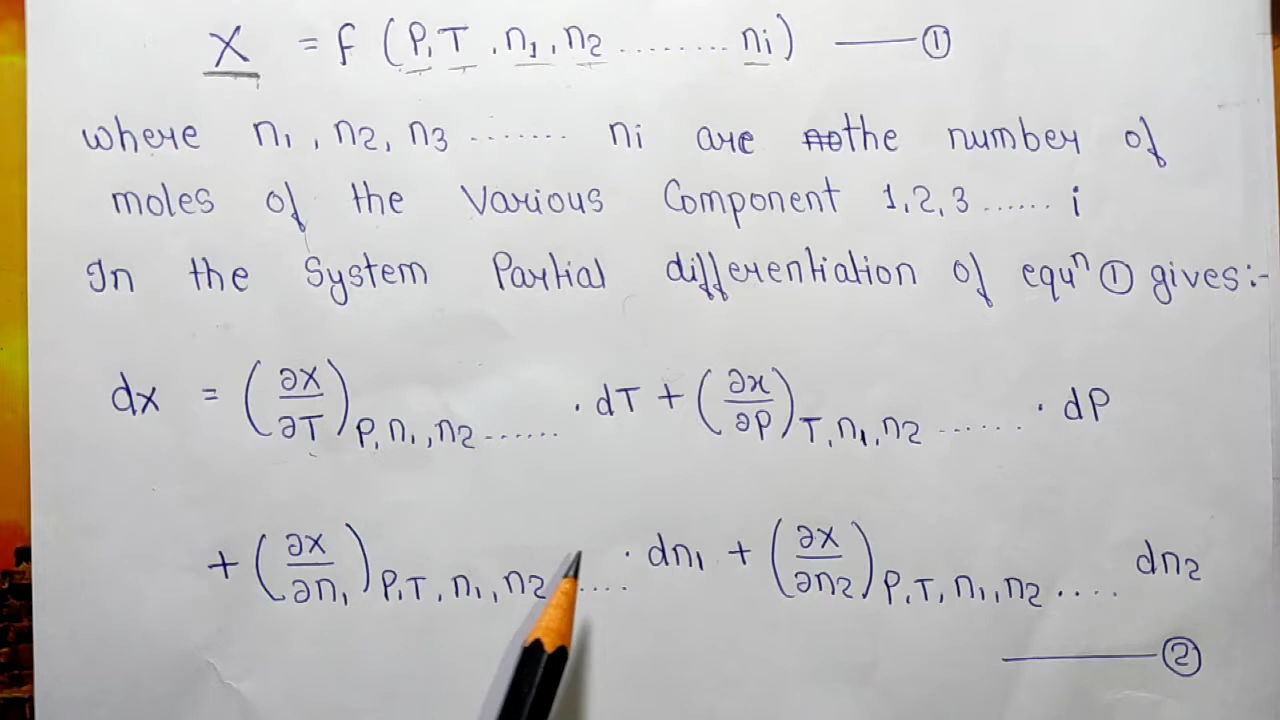 X = f (P, T, n₁, n₂ ......... ni) —— ①
where n₁, n₂, n₃ ....... ni are the number of
moles of the various Component 1, 2, 3 ...... i
In the System Partial differentiation of equⁿ ① gives:-
dx = (∂X/∂T)P, n₁, n₂ ...... . dT + (∂x/∂P)T, n₁, n₂ ...... . dP
+ (∂X/∂n₁)P, T, n₁, n₂ ..... . dn₁ + (∂X/∂n₂)P, T, n₁, n₂ .... dn₂
—— ②